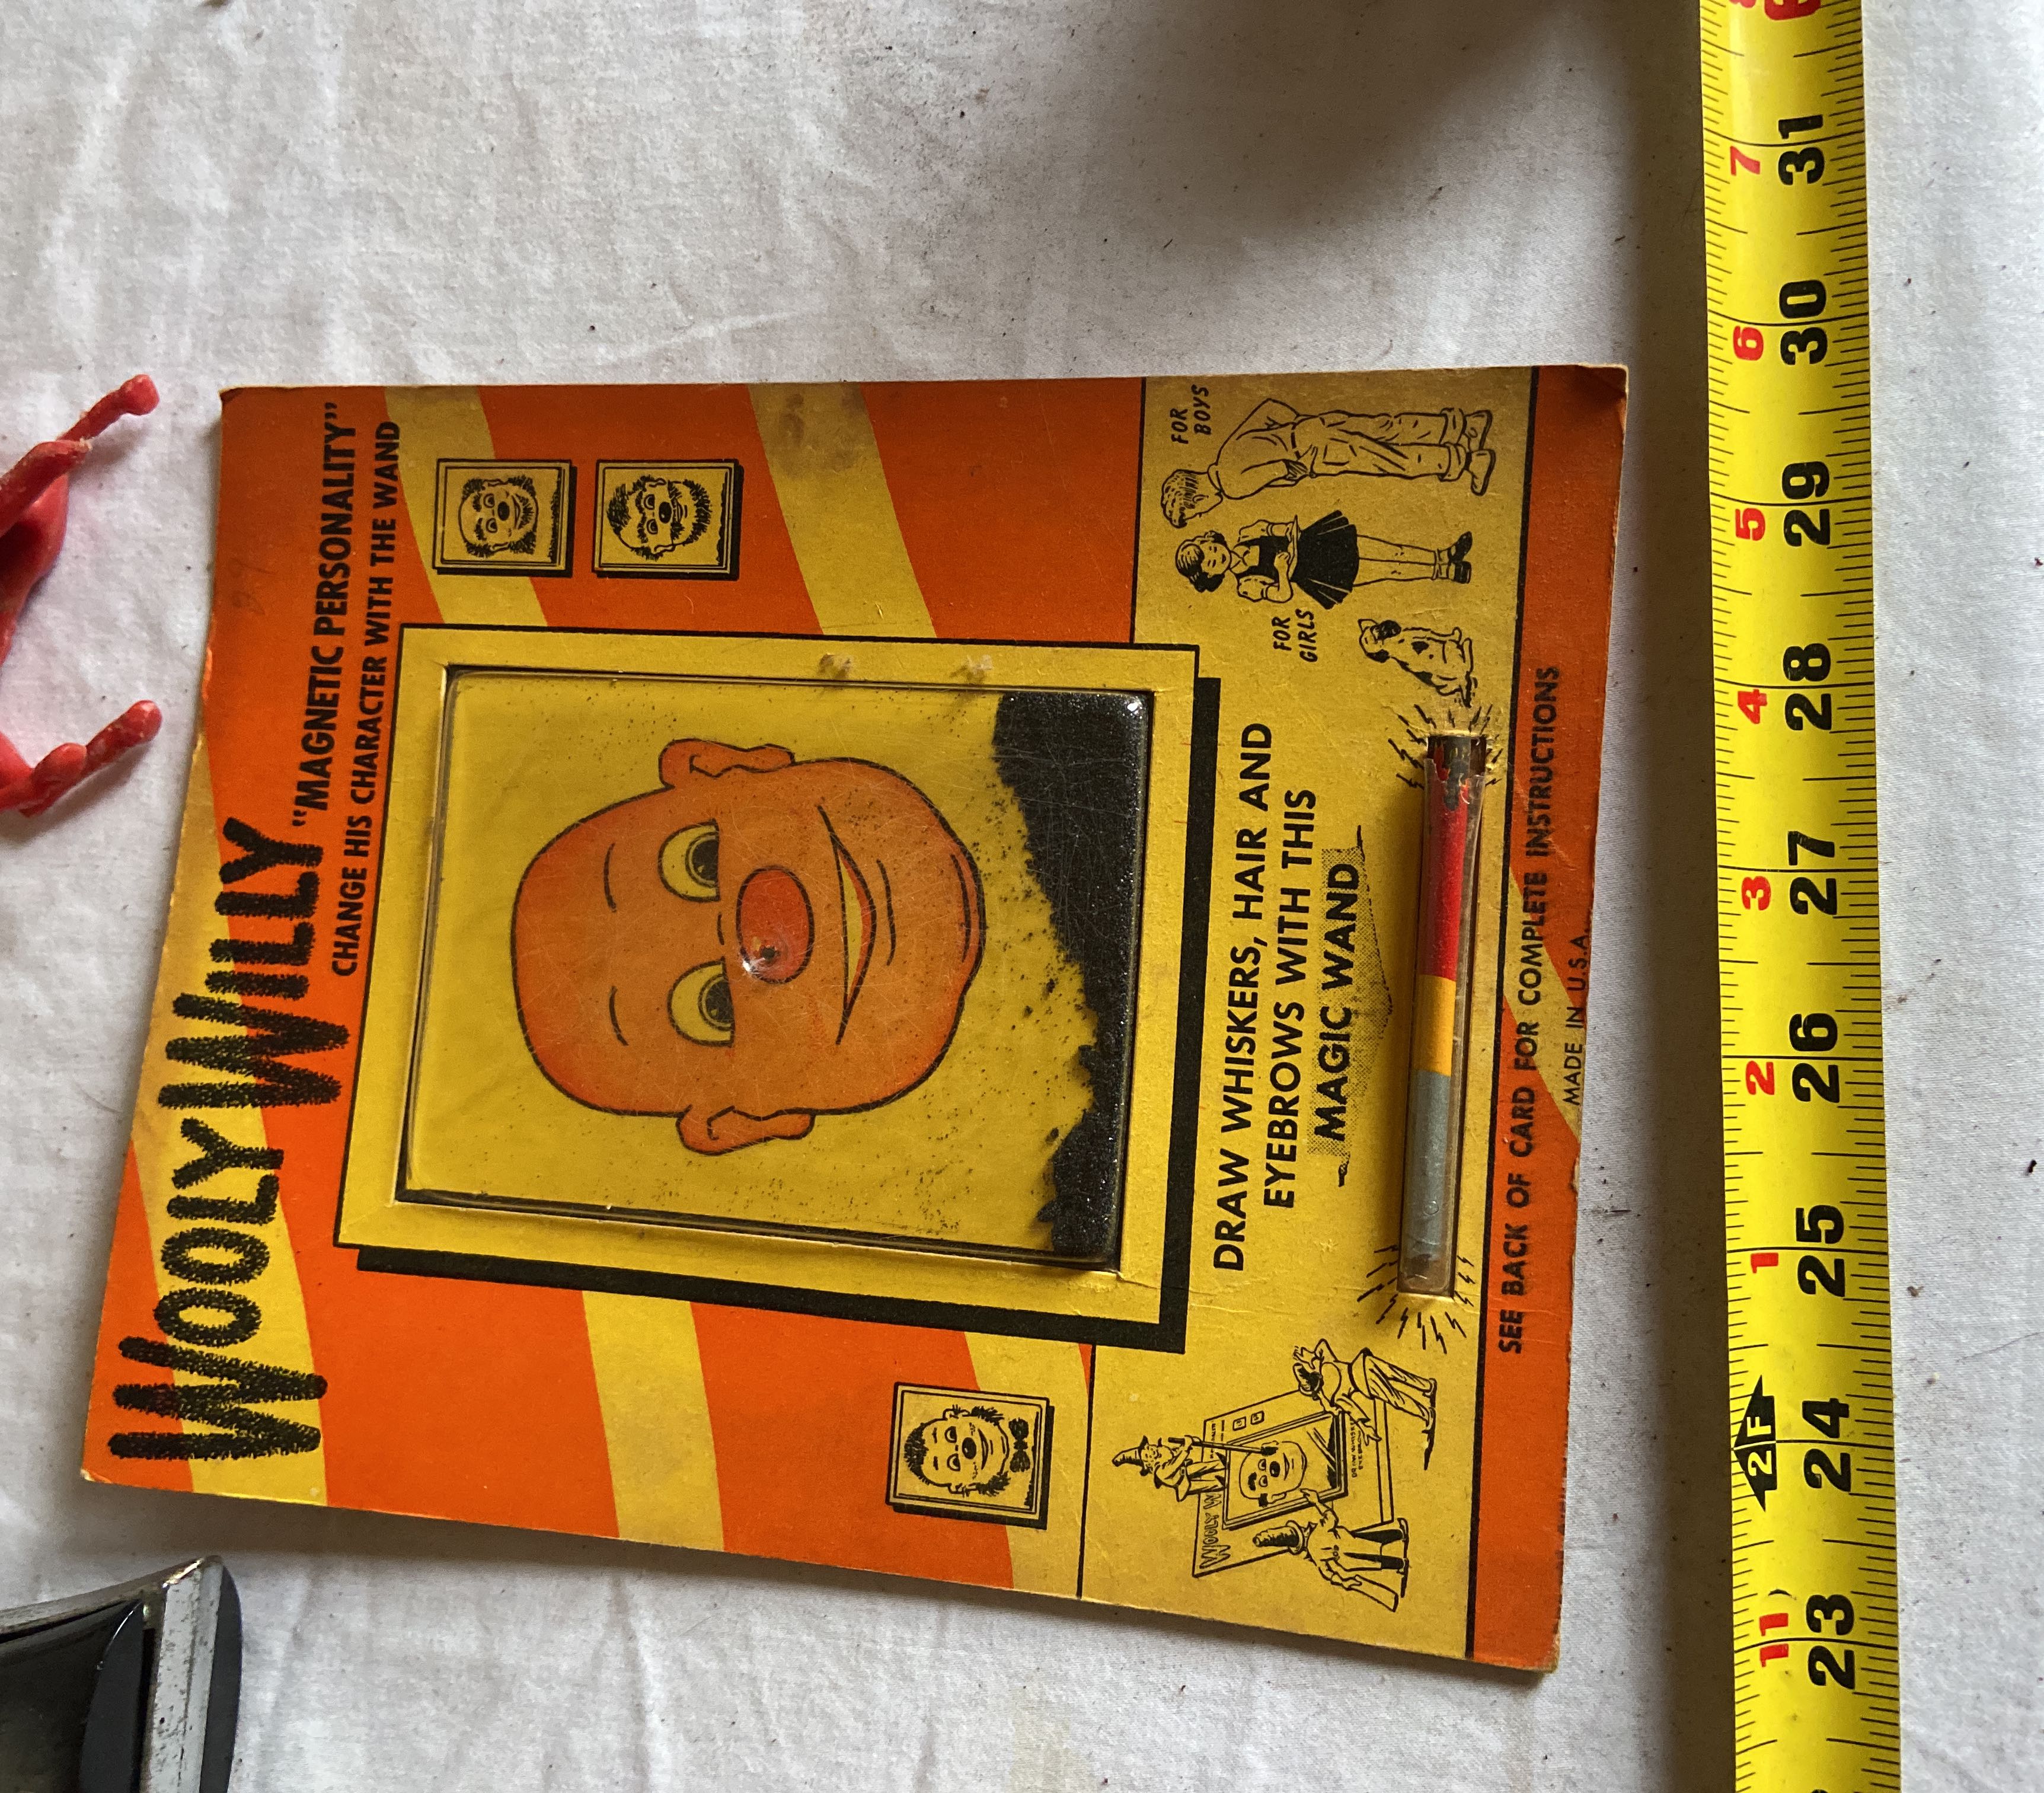 WOOLY WILLY
"MAGNETIC PERSONALITY"
CHANGE HIS CHARACTER WITH THE WAND
DRAW WHISKERS, HAIR AND
EYEBROWS WITH THIS
MAGIC WAND
FOR
GIRLS
FOR
BOYS
WOOLY W
SEE BACK OF CARD FOR COMPLETE INSTRUCTIONS
MADE IN U.S.A.
11 2F 1 2 3 4 5 6 7
23 24 25 26 27 28 29 30 31